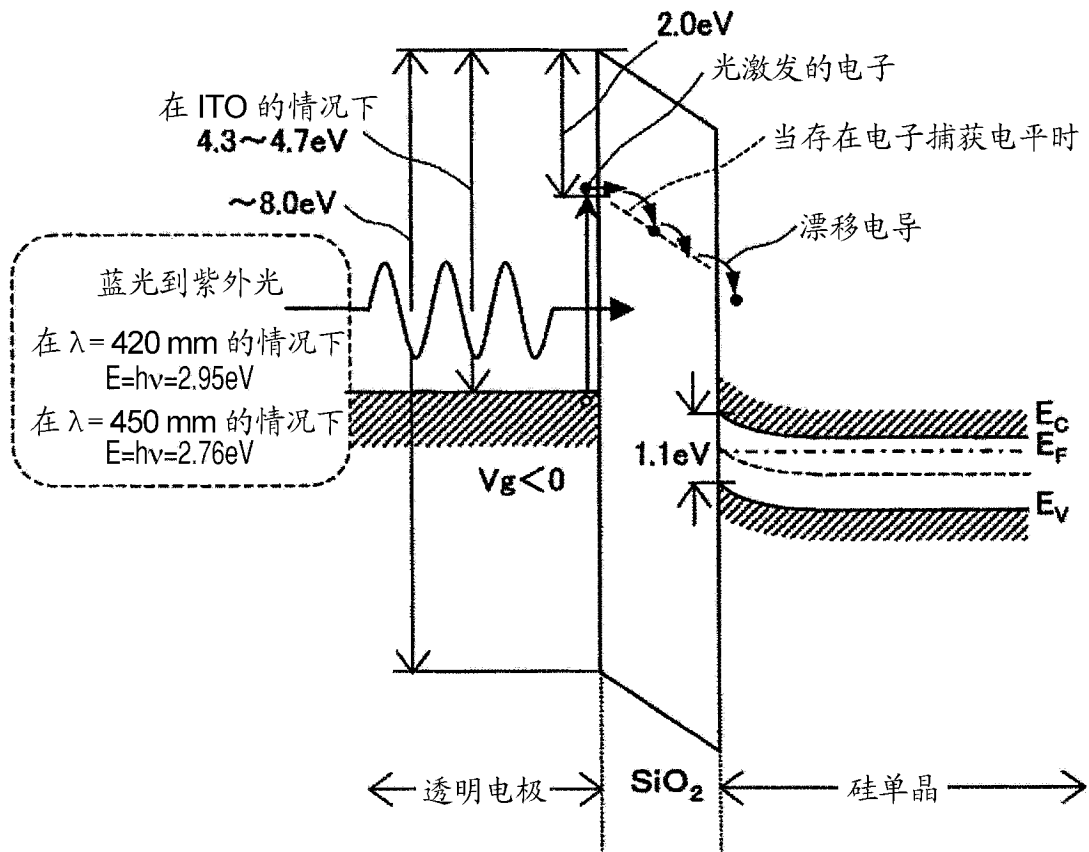 2.0eV
光激发的电子
在 ITO 的情况下
4.3～4.7eV
当存在电子捕获电平时
～8.0eV
漂移电导
蓝光到紫外光
在 λ= 420 mm 的情况下
E=hν=2.95eV
在 λ= 450 mm 的情况下
E=hν=2.76eV
Vg＜0
1.1eV
EC
EF
EV
透明电极
SiO2
硅单晶